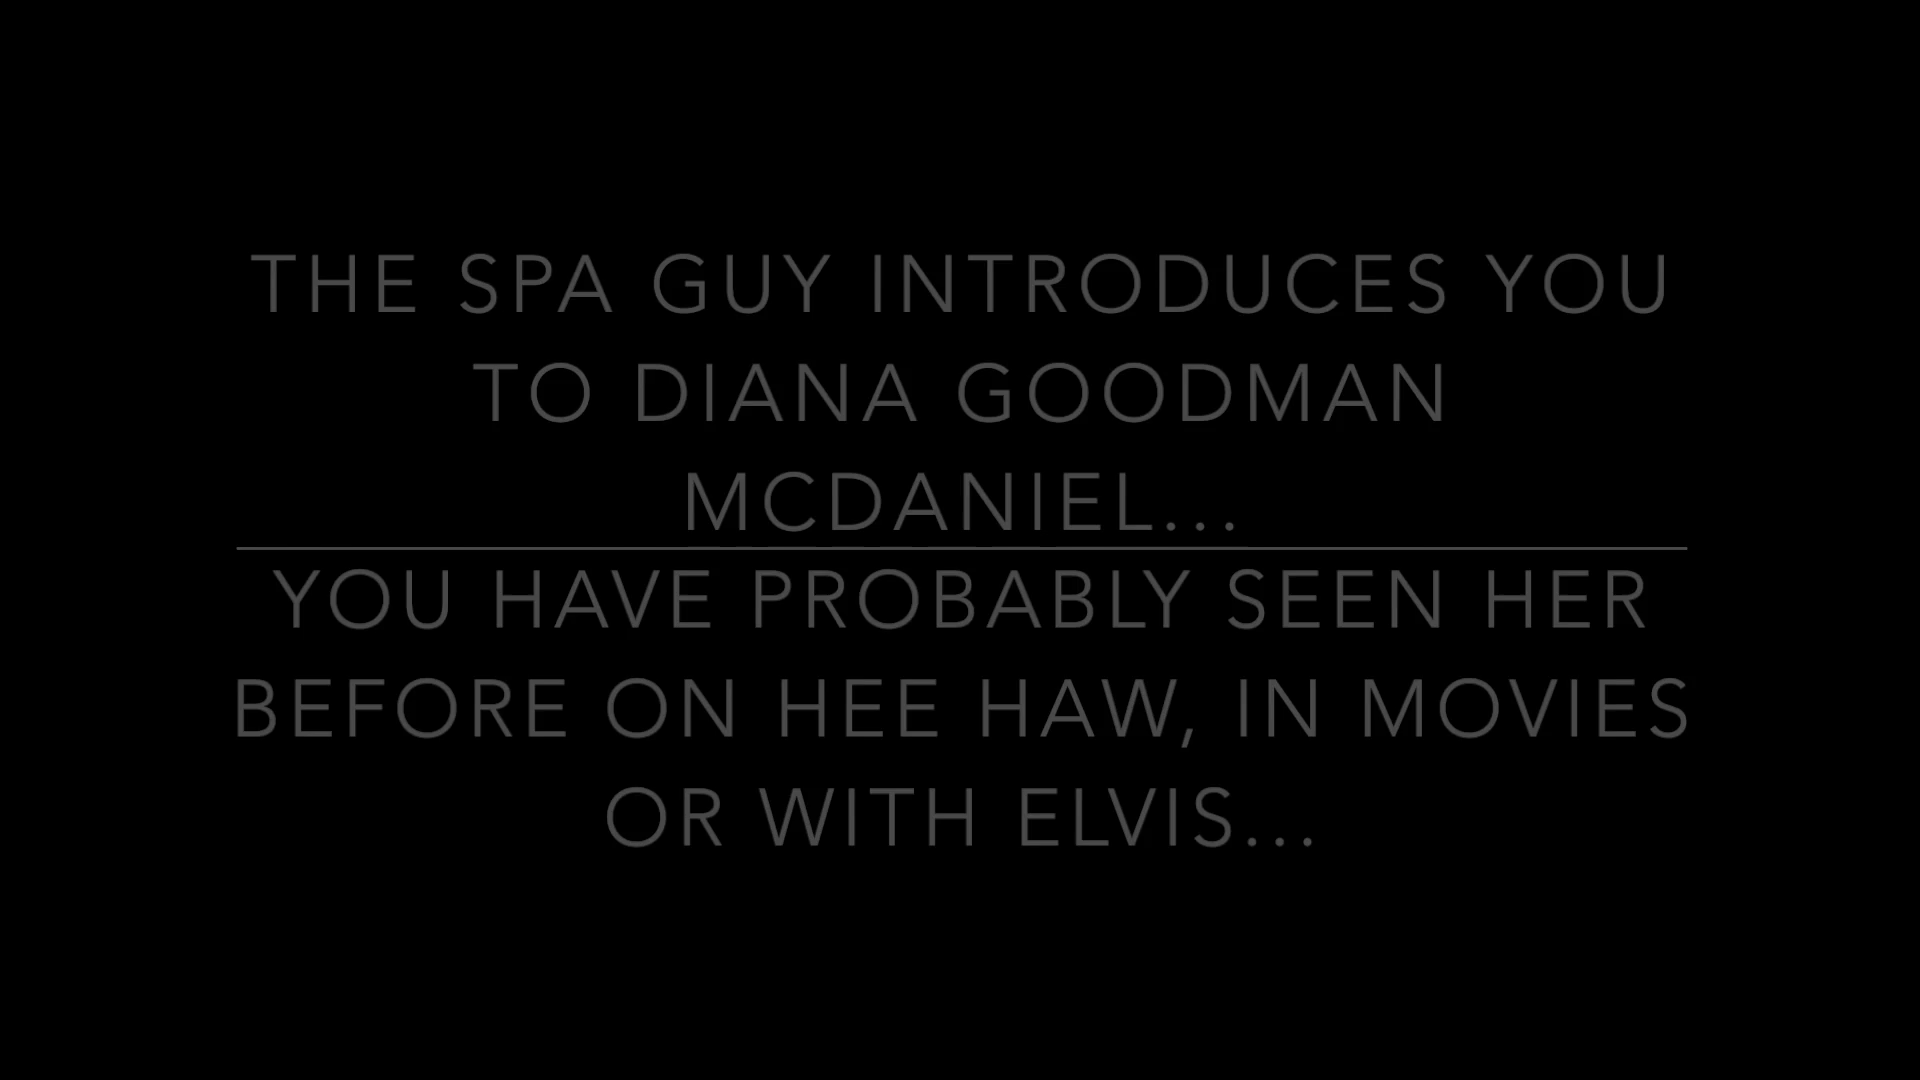 THE SPA GUY INTRODUCES YOU
TO DIANA GOODMAN
MCDANIEL...
YOU HAVE PROBABLY SEEN HER
BEFORE ON HEE HAW, IN MOVIES
OR WITH ELVIS...